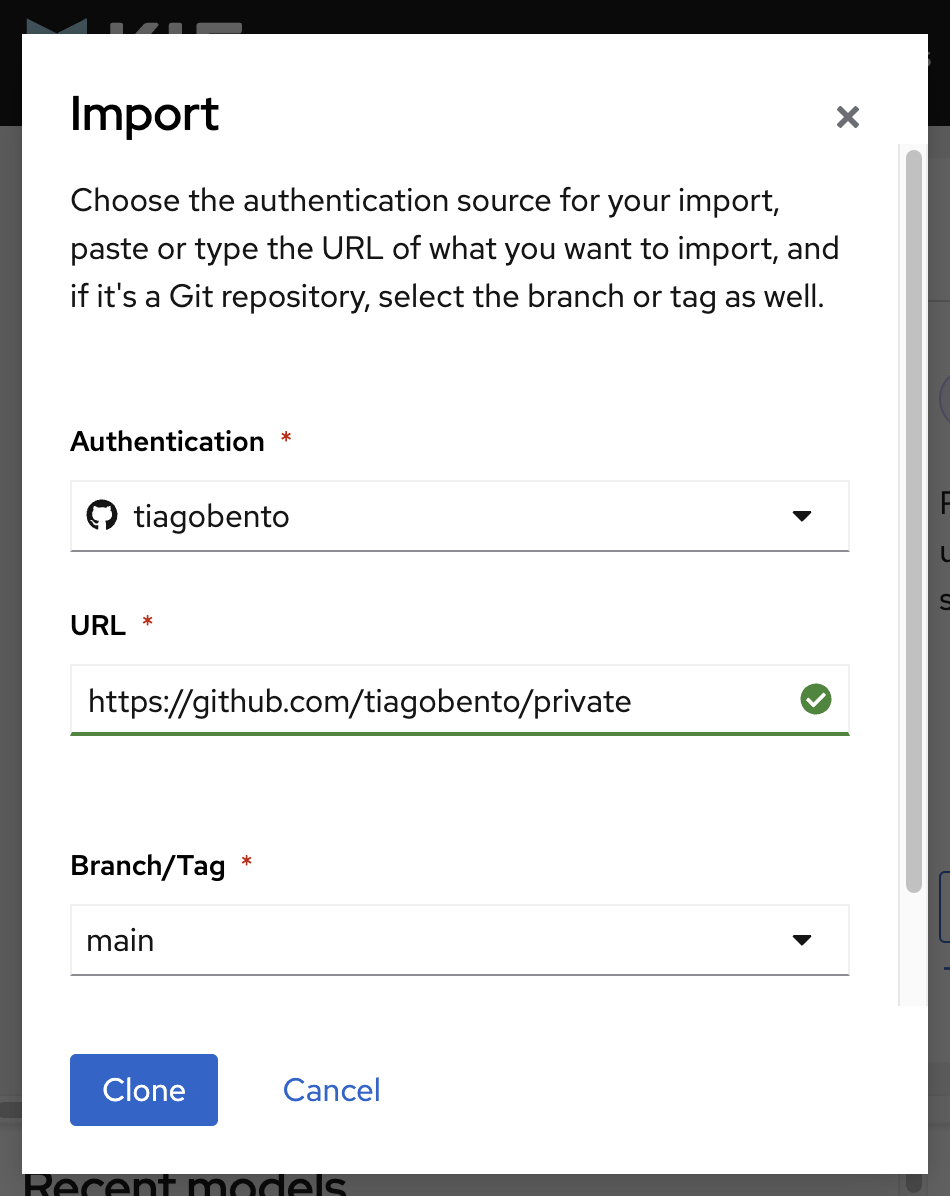 Import
Choose the authentication source for your import,
paste or type the URL of what you want to import, and
if it's a Git repository, select the branch or tag as well.
Authentication *
tiagobento
URL *
https://github.com/tiagobento/private
Branch/Tag *
main
Clone
Cancel
Recent models